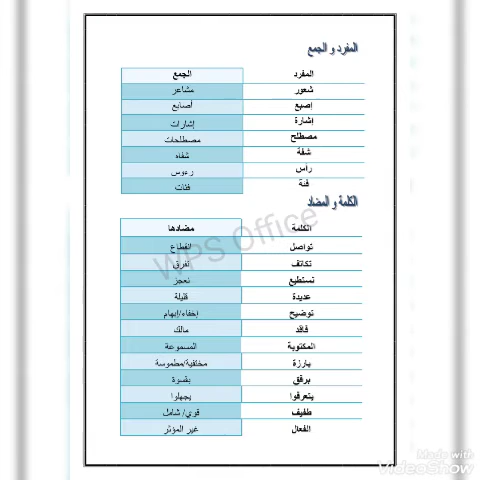 المفرد و الجمع
المفرد الجمع
شعور مشاعر
إصبع أصابع
إشارة إشارات
مصطلح مصطلحات
شفة شفاه
رأس رءوس
فئة فئات
الكلمة و المضاد
الكلمة مضادها
تواصل انقطاع
تكاتف تفرق
تستطيع تعجز
عديدة قليلة
توضيح إخفاء/إبهام
فاقد مالك
المكتوبة المسموعة
بارزة مختفية/مطموسة
برفق بقسوة
يتعرفوا يجهلوا
طفيف قوي/ شامل
الفعال غير المؤثر
WPS Office
Made with
VideoShow